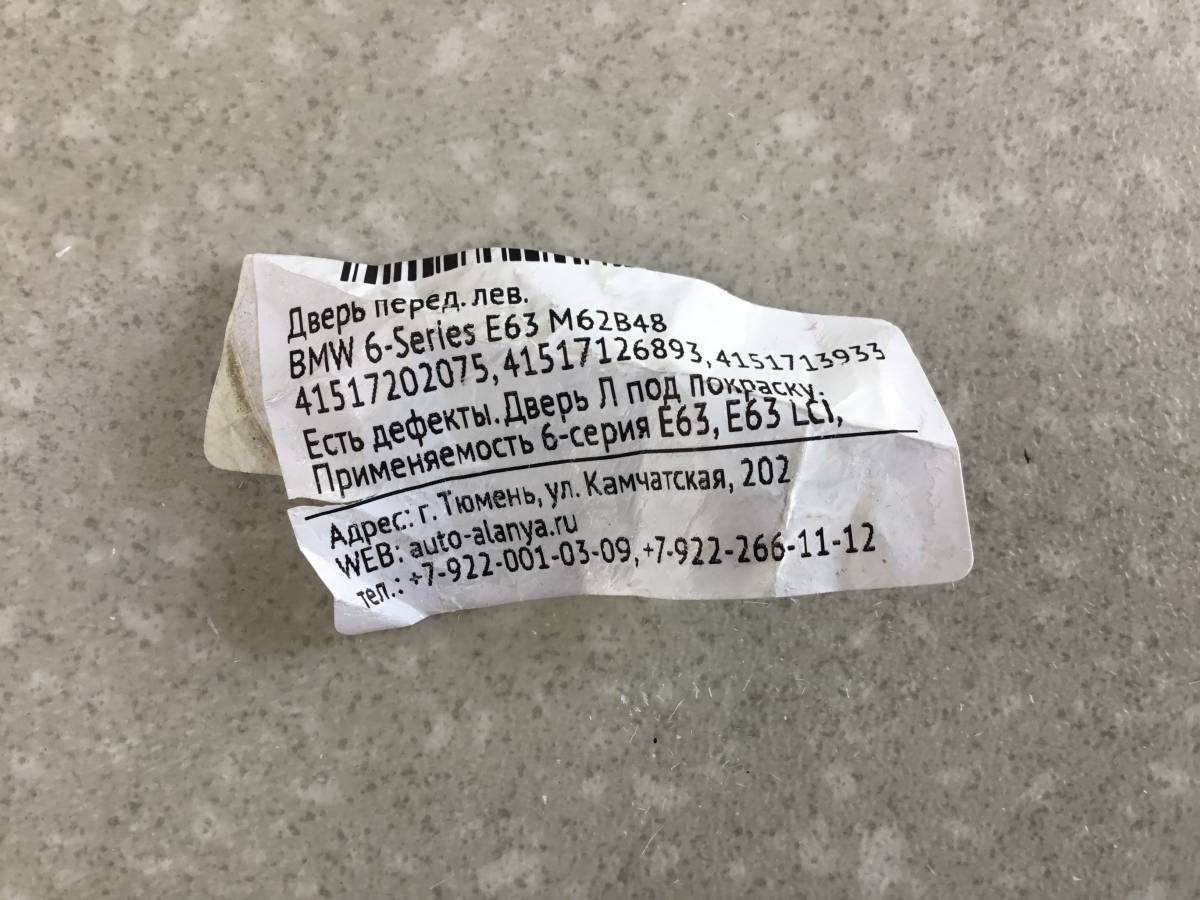 Дверь перед. лев.
BMW 6-Series E63 M62B48
41517202075, 41517126893, 4151713933
Есть дефекты. Дверь Л под покраску.
Применяемость 6-серия E63, E63 LCi,
Адрес: г. Тюмень, ул. Камчатская, 202
WEB: auto-alanya.ru
тел.: +7-922-001-03-09, +7-922-266-11-12